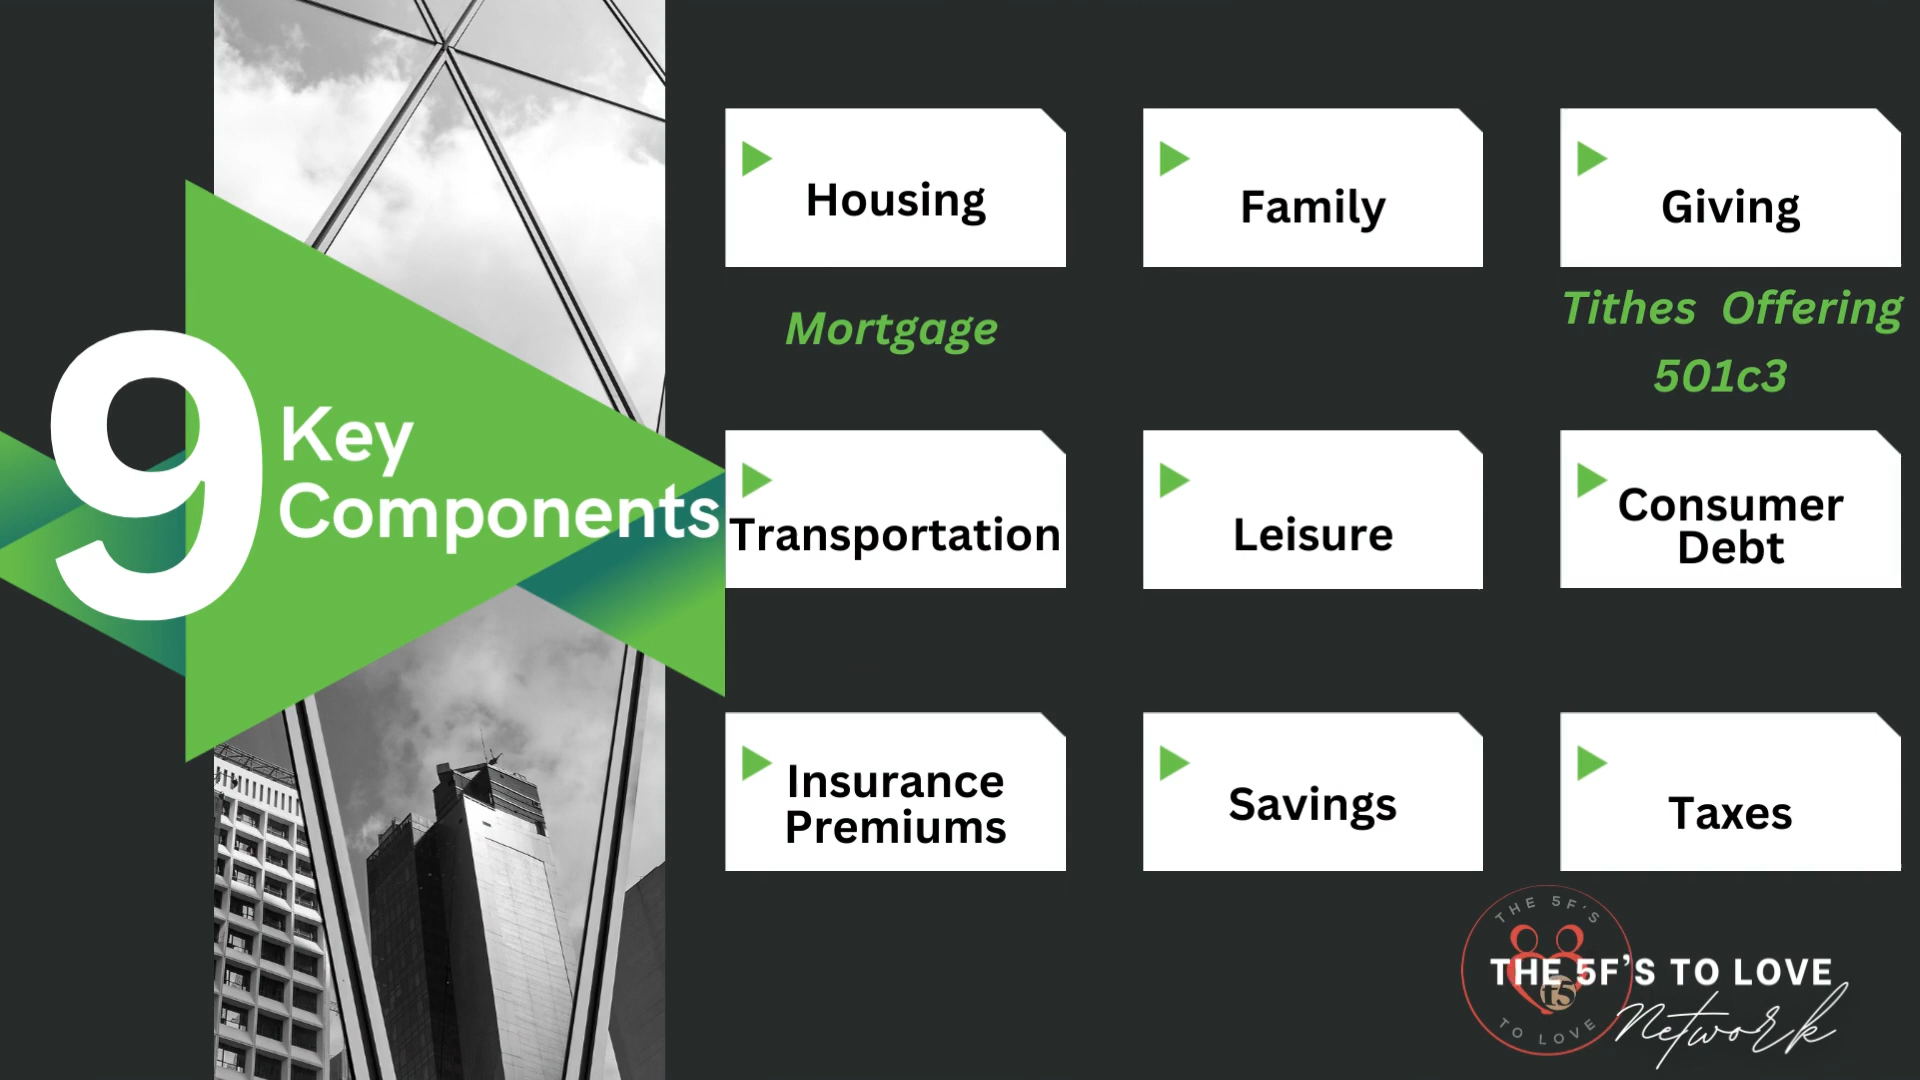 9
Key
Components
Housing
Family
Giving
Mortgage
Tithes Offering
501c3
Transportation
Leisure
Consumer
Debt
Insurance
Premiums
Savings
Taxes
THE 5F'S
THE 5F'S TO LOVE
f5
Network
TO LOVE